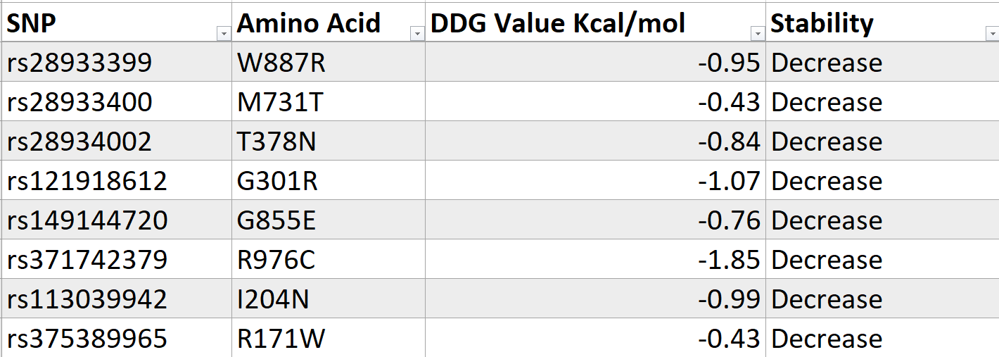 SNP Amino Acid DDG Value Kcal/mol Stability
rs28933399 W887R -0.95 Decrease
rs28933400 M731T -0.43 Decrease
rs28934002 T378N -0.84 Decrease
rs121918612 G301R -1.07 Decrease
rs149144720 G855E -0.76 Decrease
rs371742379 R976C -1.85 Decrease
rs113039942 I204N -0.99 Decrease
rs375389965 R171W -0.43 Decrease